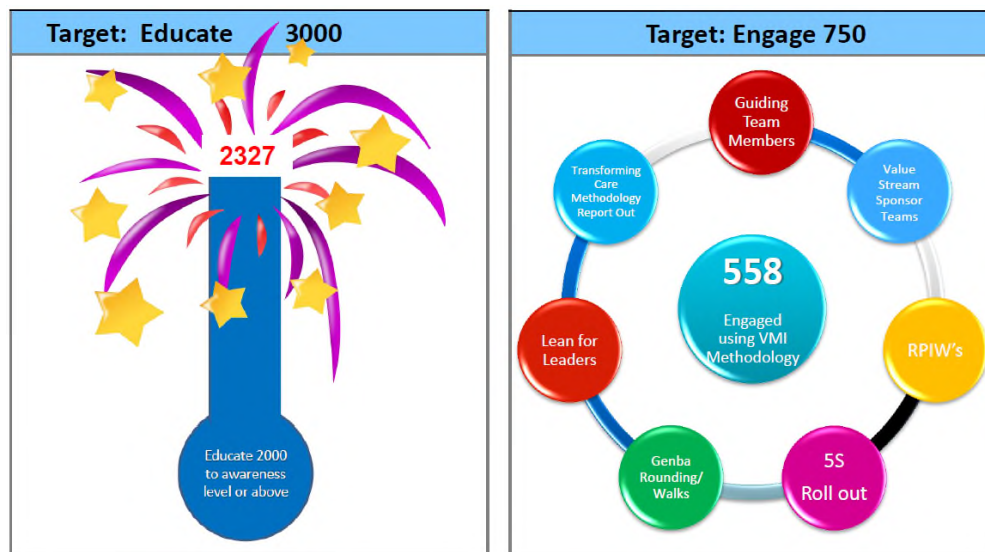 Target: Educate 3000
2327
Educate 2000
to awareness
level or above
Target: Engage 750
Guiding
Team
Members
Value
Stream
Sponsor
Teams
RPIW's
5S
Roll out
Genba
Rounding/
Walks
Lean for
Leaders
Transforming
Care
Methodology
Report Out
558
Engaged
using VMI
Methodology